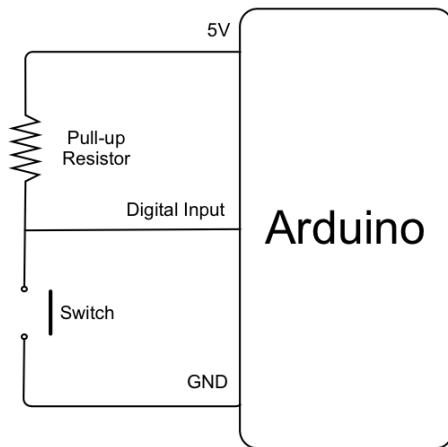 5V
Pull-up
Resistor
Digital Input
Arduino
Switch
GND